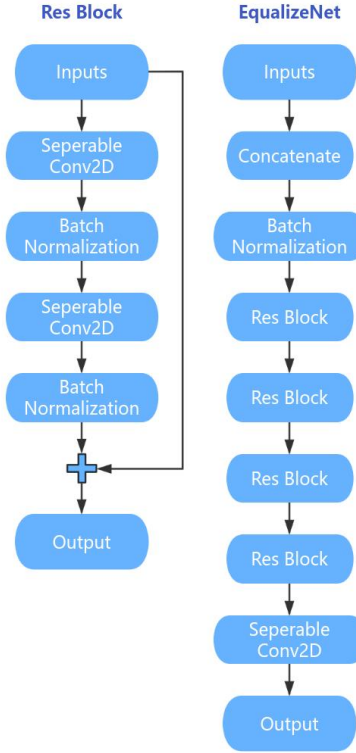 Res Block
Inputs
Seperable
Conv2D
Batch
Normalization
Seperable
Conv2D
Batch
Normalization
Output
EqualizeNet
Inputs
Concatenate
Batch
Normalization
Res Block
Res Block
Res Block
Res Block
Seperable
Conv2D
Output